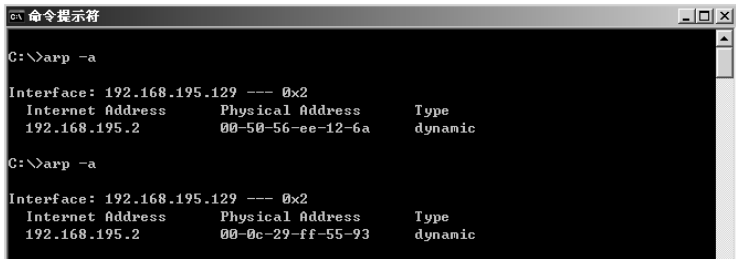 命令提示符
C:\>arp -a
Interface: 192.168.195.129 --- 0x2
Internet Address Physical Address Type
192.168.195.2 00-50-56-ee-12-6a dynamic
C:\>arp -a
Interface: 192.168.195.129 --- 0x2
Internet Address Physical Address Type
192.168.195.2 00-0c-29-ff-55-93 dynamic